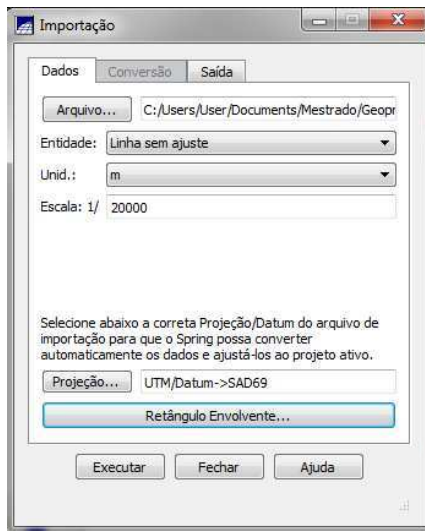 Importação
Dados Conversão Saída
Arquivo... C:/Users/User/Documents/Mestrado/Geopr
Entidade: Linha sem ajuste
Unid.: m
Escala: 1/ 20000
Selecione abaixo a correta Projeção/Datum do arquivo de
importação para que o Spring possa converter
automaticamente os dados e ajustá-los ao projeto ativo.
Projeção... UTM/Datum->SAD69
Retângulo Envolvente...
Executar Fechar Ajuda